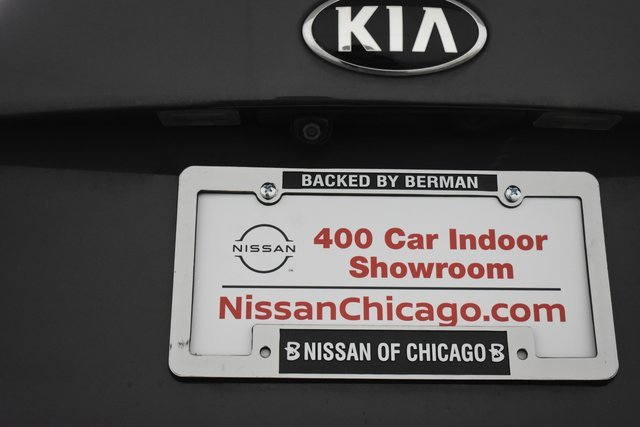 KIA
BACKED BY BERMAN
NISSAN
400 Car Indoor
Showroom
NissanChicago.com
B NISSAN OF CHICAGO B